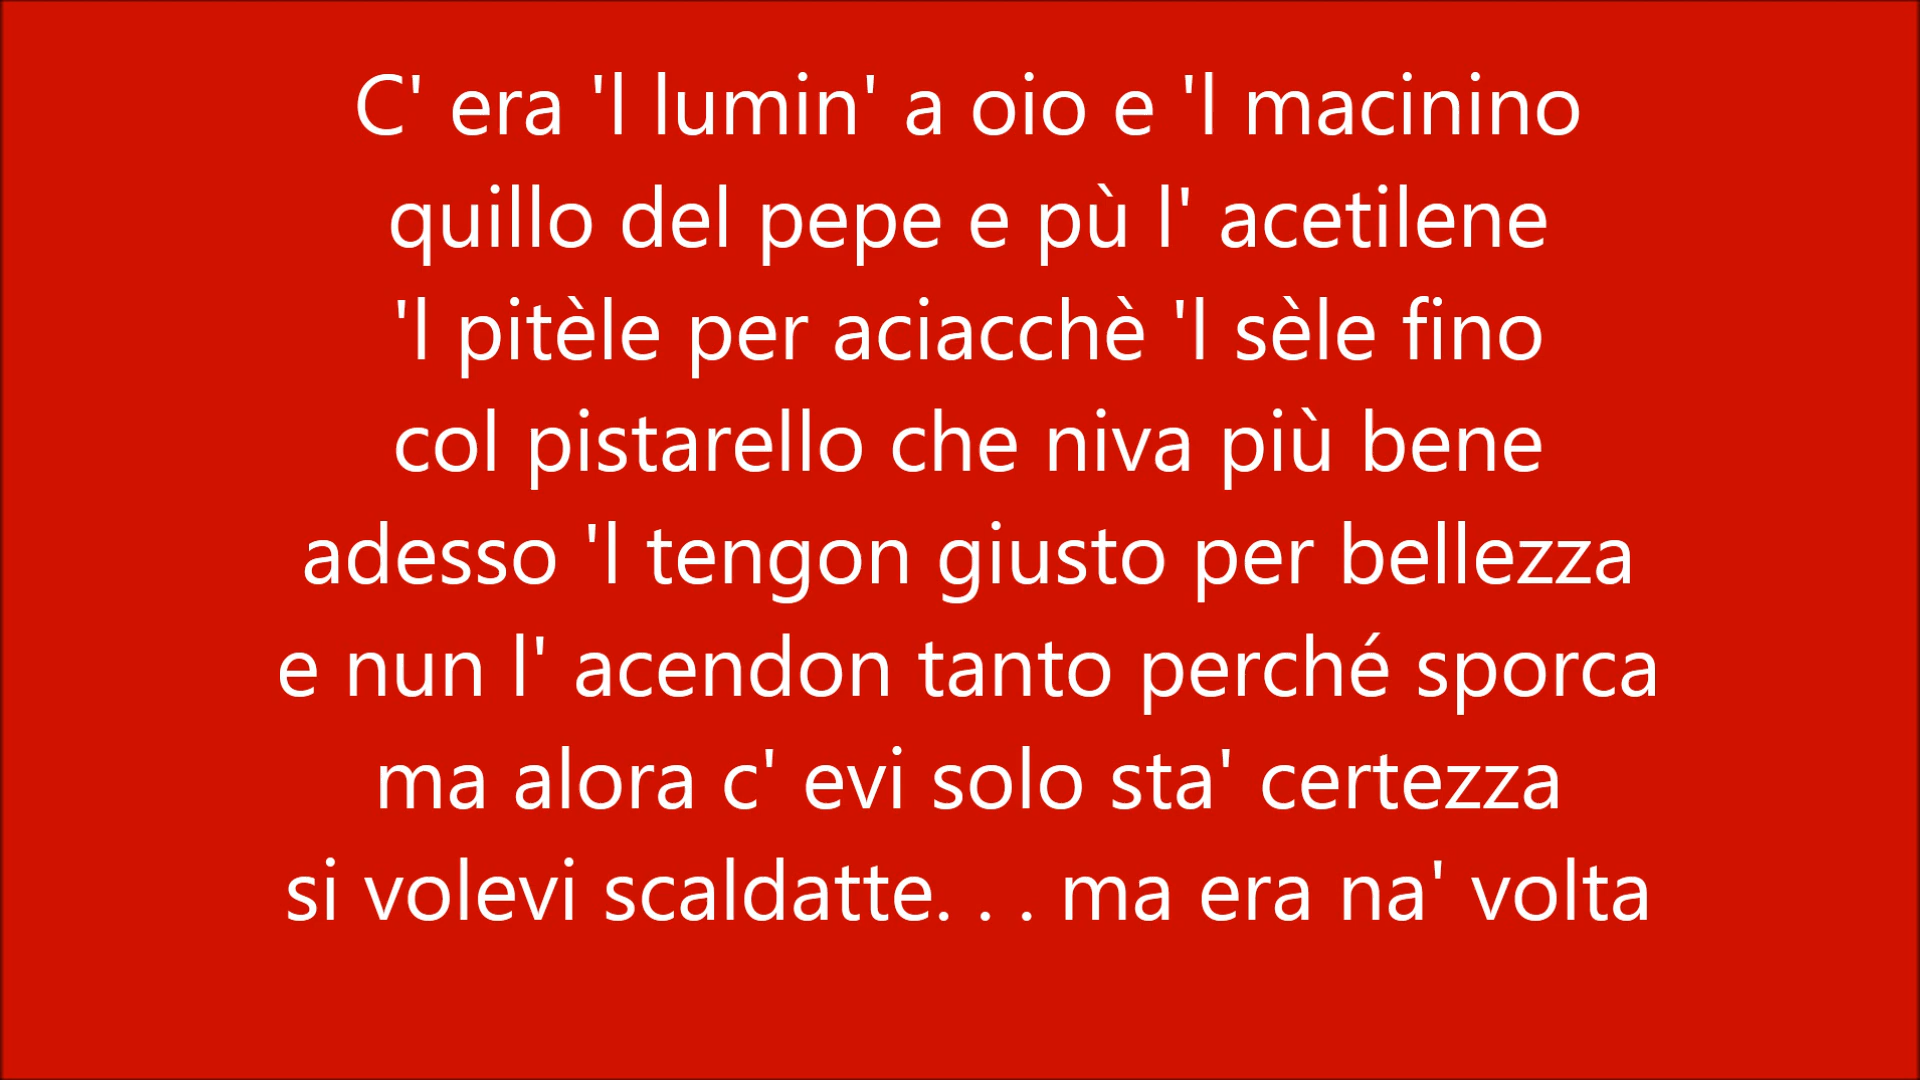 C' era 'l lumin' a oio e 'l macinino
quillo del pepe e pù l' acetilene
'l pitèle per aciacchè 'l sèle fino
col pistarello che niva più bene
adesso 'l tengon giusto per bellezza
e nun l' acendon tanto perché sporca
ma alora c' evi solo sta' certezza
si volevi scaldatte. . . ma era na' volta